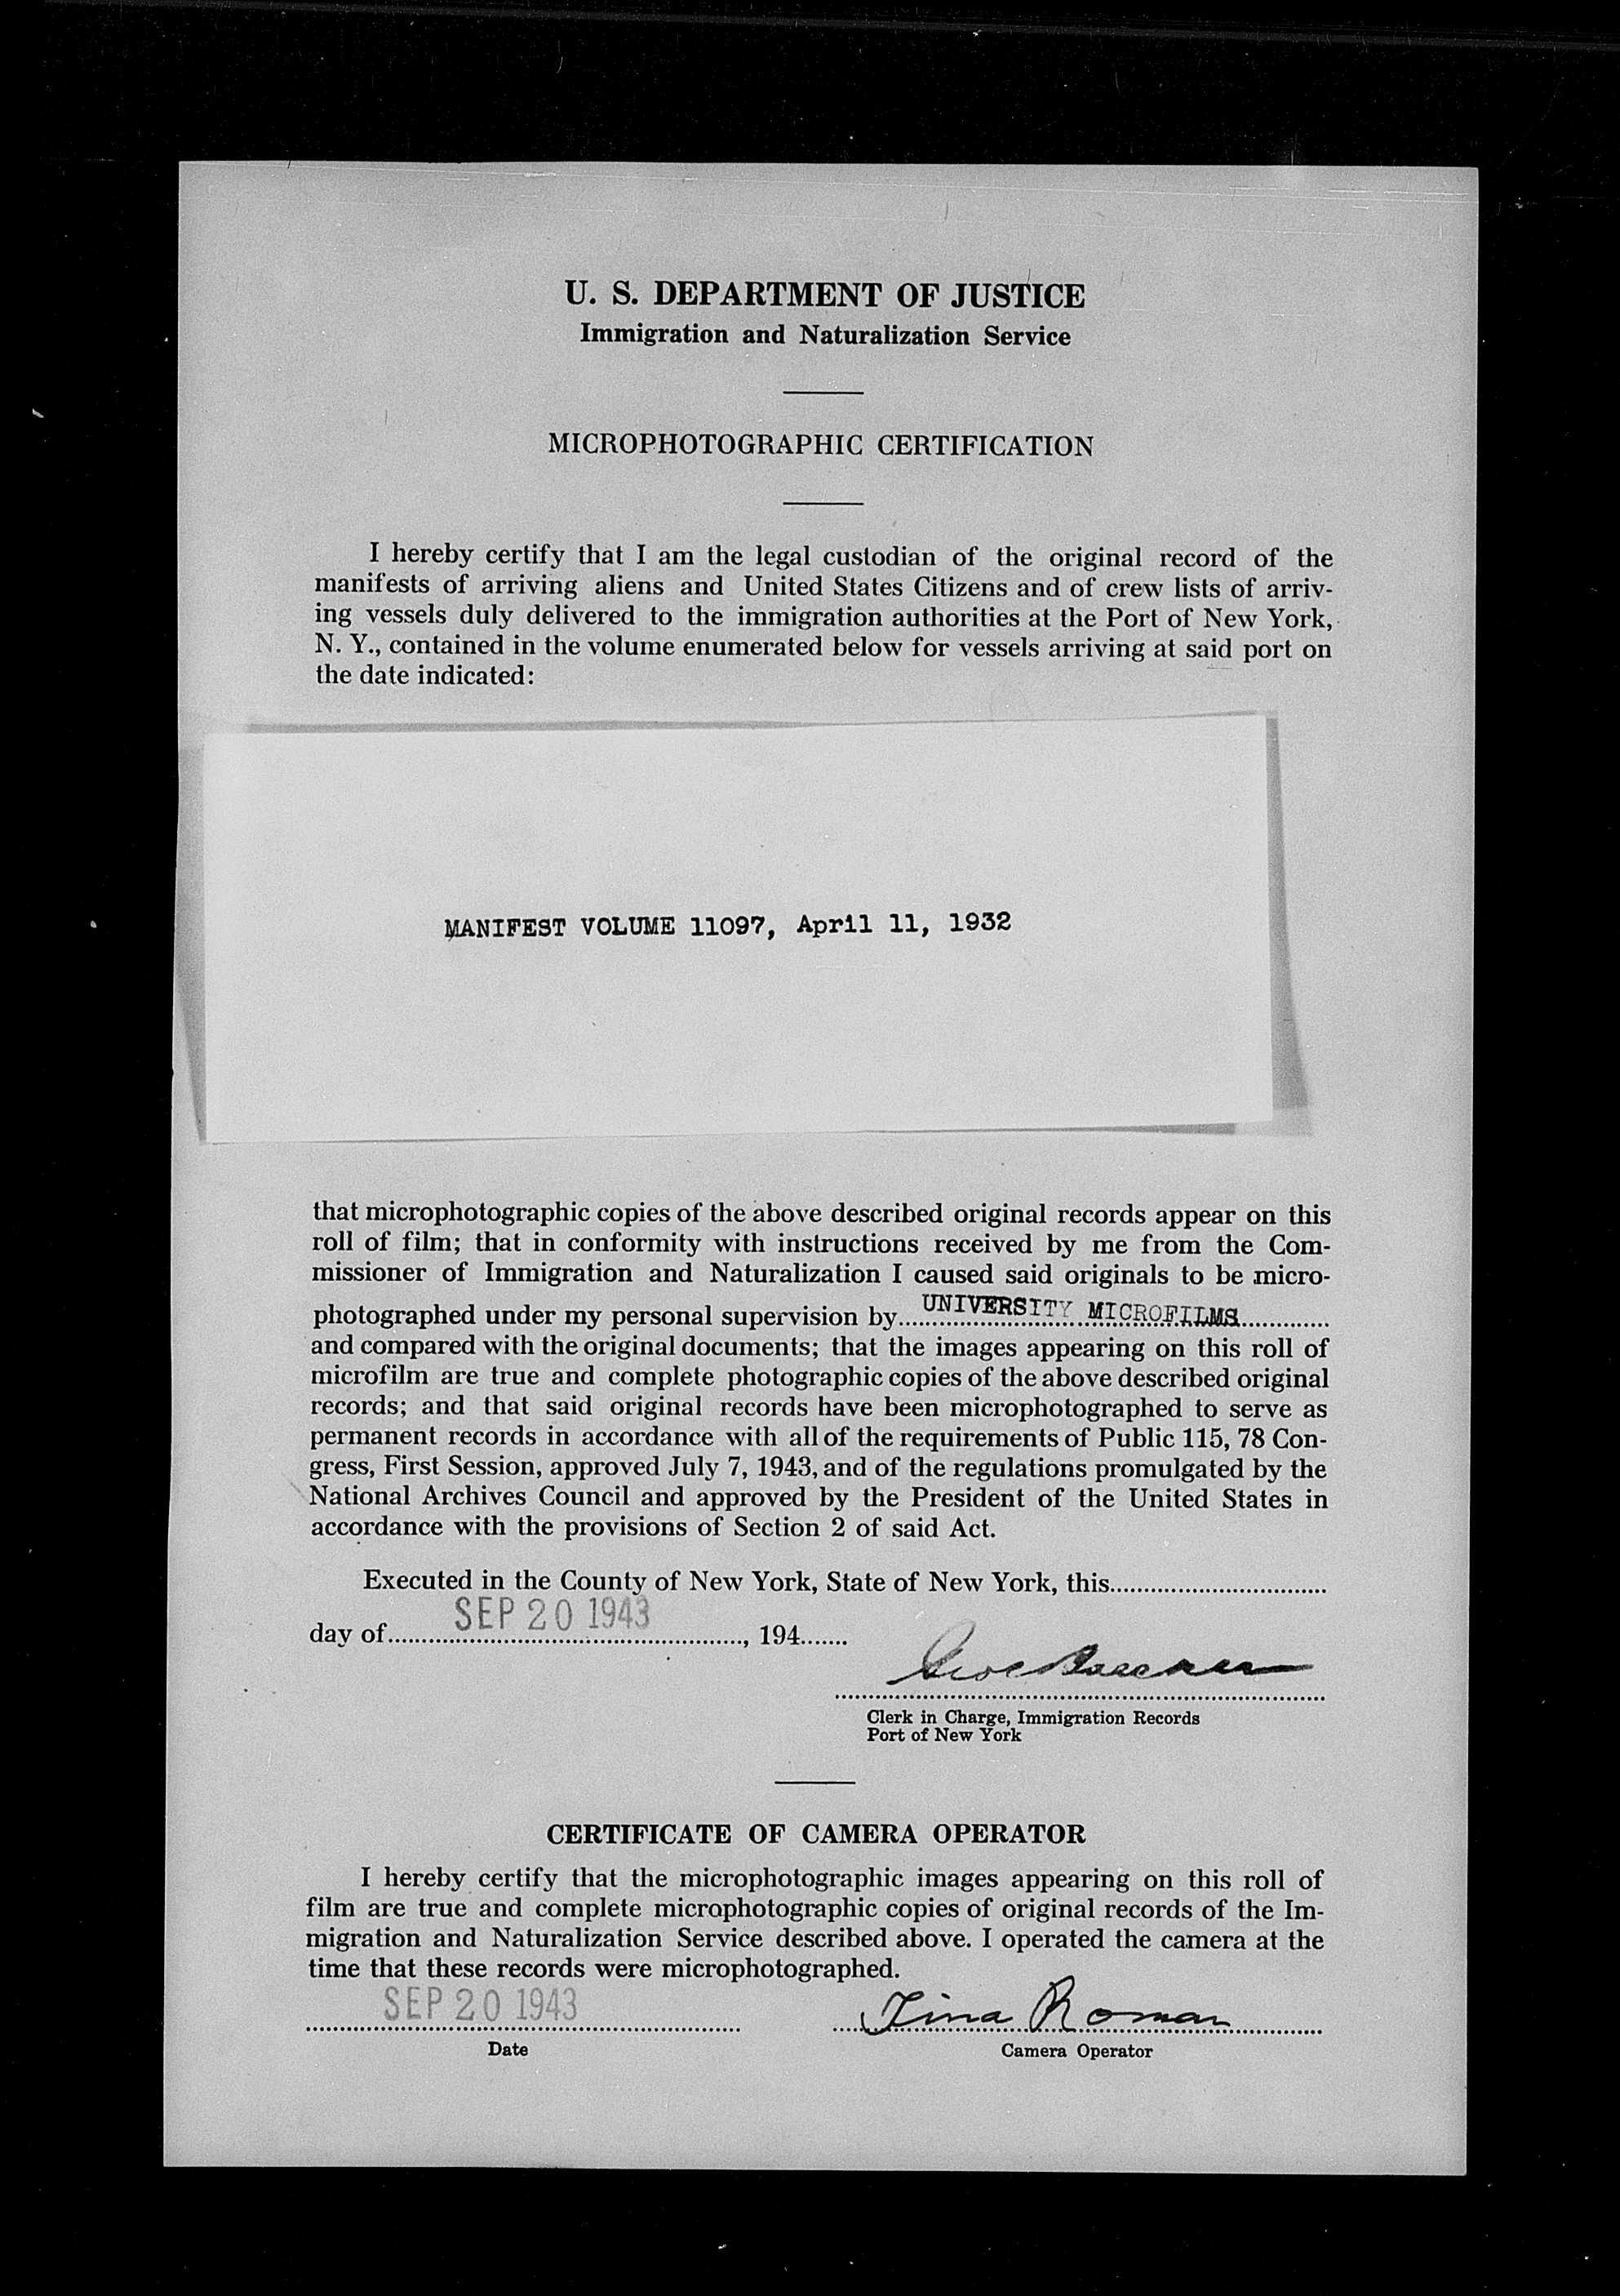 U. S. DEPARTMENT OF JUSTICE
Immigration and Naturalization Service
MICROPHOTOGRAPHIC CERTIFICATION
I hereby certify that I am the legal custodian of the original record of the
manifests of arriving aliens and United States Citizens and of crew lists of arriv-
ing vessels duly delivered to the immigration authorities at the Port of New York,
N. Y., contained in the volume enumerated below for vessels arriving at said port on
the date indicated:
MANIFEST VOLUME 11097, April 11, 1932
that microphotographic copies of the above described original records appear on this
roll of film; that in conformity with instructions received by me from the Com-
missioner of Immigration and Naturalization I caused said originals to be micro-
photographed under my personal supervision by UNIVERSITY MICROFILMS
and compared with the original documents; that the images appearing on this roll of
microfilm are true and complete photographic copies of the above described original
records; and that said original records have been microphotographed to serve as
permanent records in accordance with all of the requirements of Public 115, 78 Con-
gress, First Session, approved July 7, 1943, and of the regulations promulgated by the
National Archives Council and approved by the President of the United States in
accordance with the provisions of Section 2 of said Act.
Executed in the County of New York, State of New York, this
day of SEP 20 1943, 194
Clerk in Charge, Immigration Records
Port of New York
CERTIFICATE OF CAMERA OPERATOR
I hereby certify that the microphotographic images appearing on this roll of
film are true and complete microphotographic copies of original records of the Im-
migration and Naturalization Service described above. I operated the camera at the
time that these records were microphotographed.
SEP 20 1943 Tina Roman
Date Camera Operator